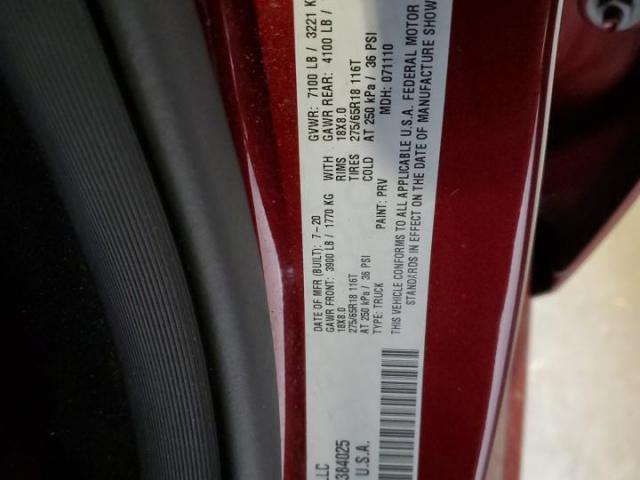 LLC
384025
U.S.A.
DATE OF MFR (BUILT): 7-20 GVWR: 7100 LB / 3221 K
GAWR FRONT: 3900 LB / 1770 KG WITH GAWR REAR: 4100 LB /
18X8.0 RIMS 18X8.0
275/65R18 116T TIRES 275/65R18 116T
AT 250 kPa / 36 PSI COLD AT 250 kPa / 36 PSI
TYPE: TRUCK PAINT: PRV MDH: 071110
THIS VEHICLE CONFORMS TO ALL APPLICABLE U.S.A. FEDERAL MOTOR
STANDARDS IN EFFECT ON THE DATE OF MANUFACTURE SHOW